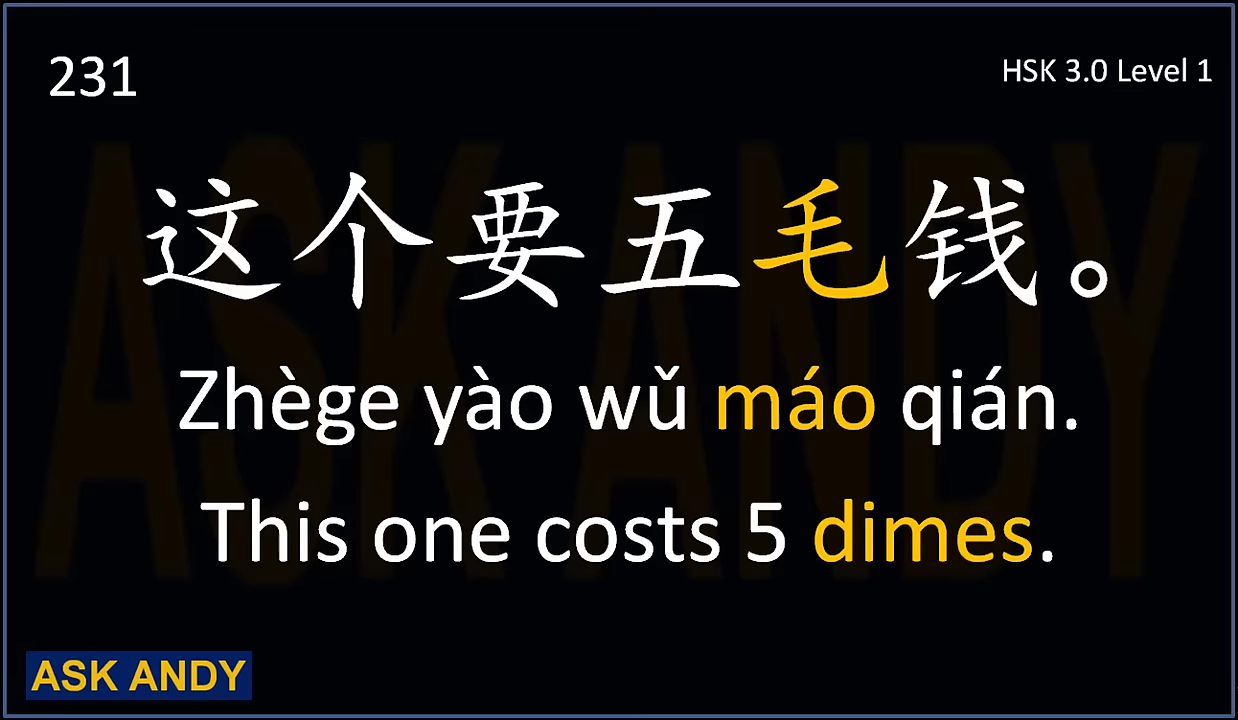 231
HSK 3.0 Level 1
这个要五毛钱。
Zhège yào wǔ máo qián.
This one costs 5 dimes.
ASK ANDY
ASK ANDY